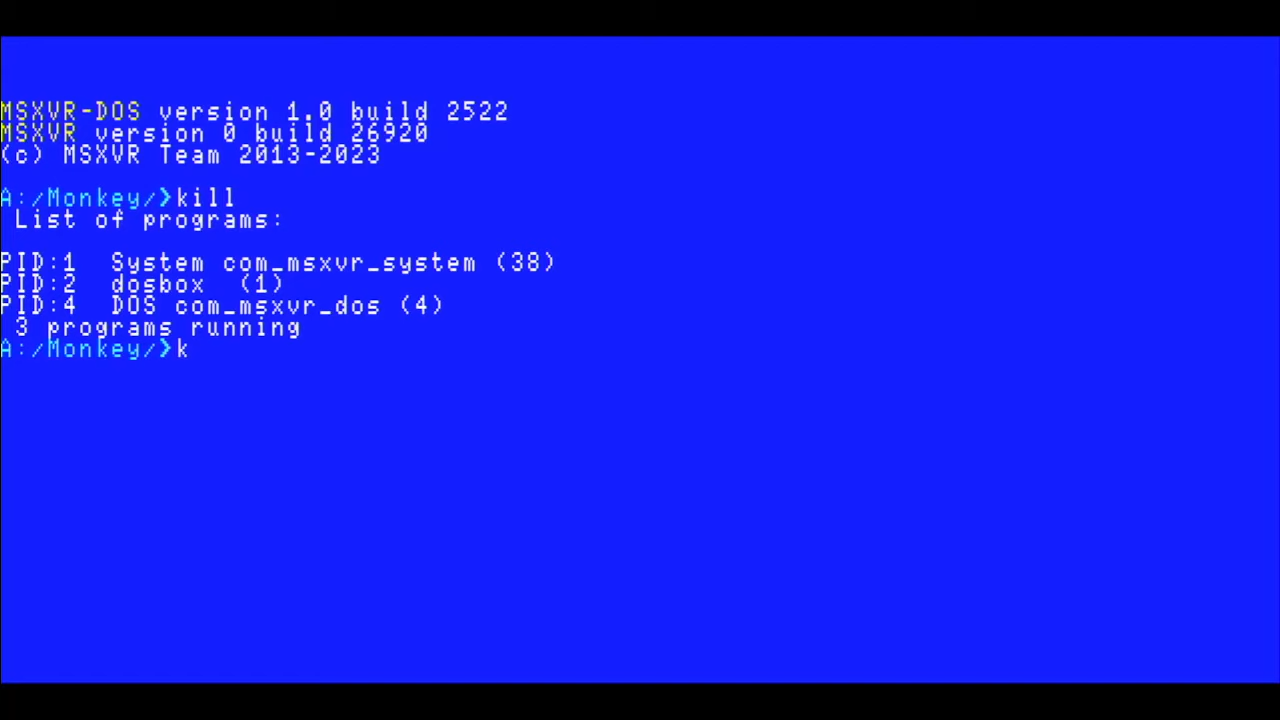 MSXVR-DOS version 1.0 build 2522
MSXVR version 0 build 26920
(c) MSXVR Team 2013-2023
A:/Monkey/>kill
List of programs:
PID:1 System com_msxvr_system (38)
PID:2 dosbox (1)
PID:4 DOS com_msxvr_dos (4)
3 programs running
A:/Monkey/>k